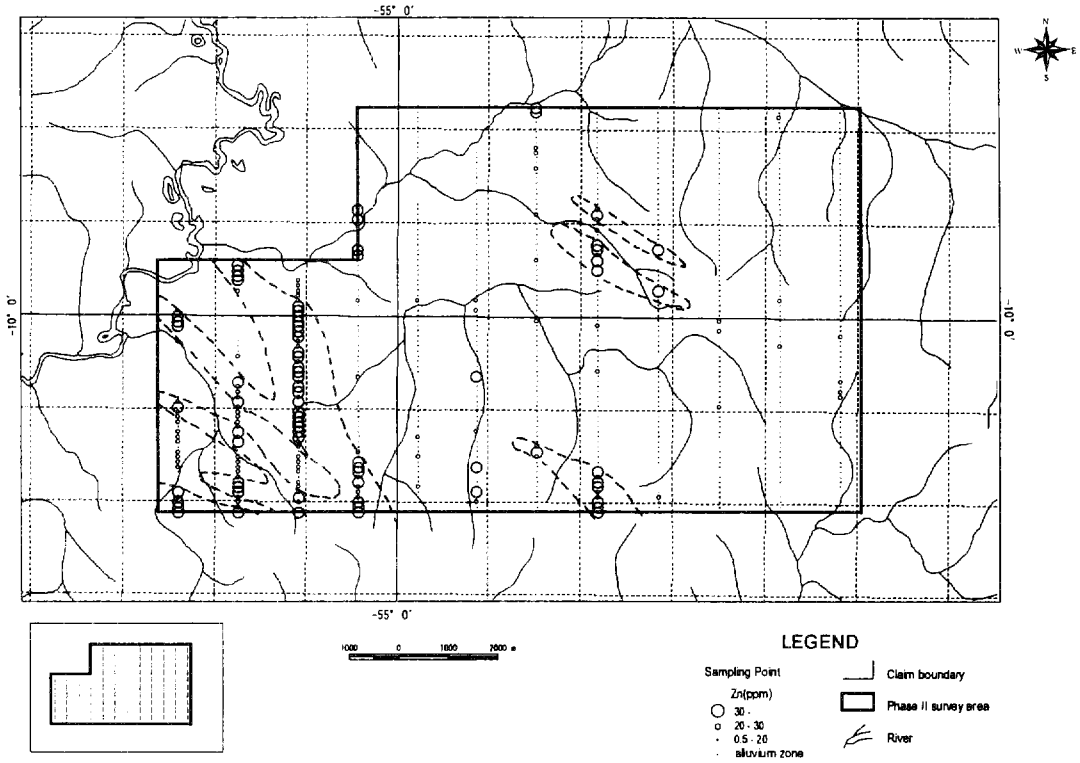 -55° 0'
N
W E
S
-10° 0'
-10° 0'
-55° 0'
1000 0 1000 2000 m
LEGEND
Sampling Point
Zn(ppm)
30 -
20 - 30
0.5 - 20
alluvium zone
Claim boundary
Phase II survey area
River